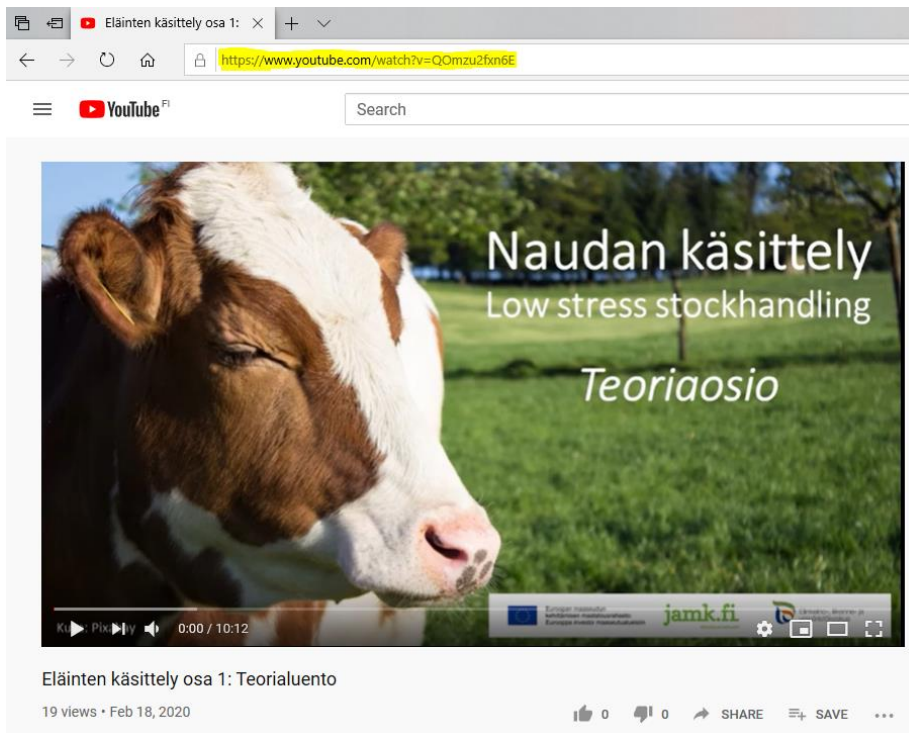 Eläinten käsittely osa 1:
https://www.youtube.com/watch?v=QOmzu2fxn6E
YouTube FI
Search
Naudan käsittely
Low stress stockhandling
Teoriaosio
jamk.fi
0:00 / 10:12
Eläinten käsittely osa 1: Teorialuento
19 views • Feb 18, 2020
0 0 SHARE SAVE